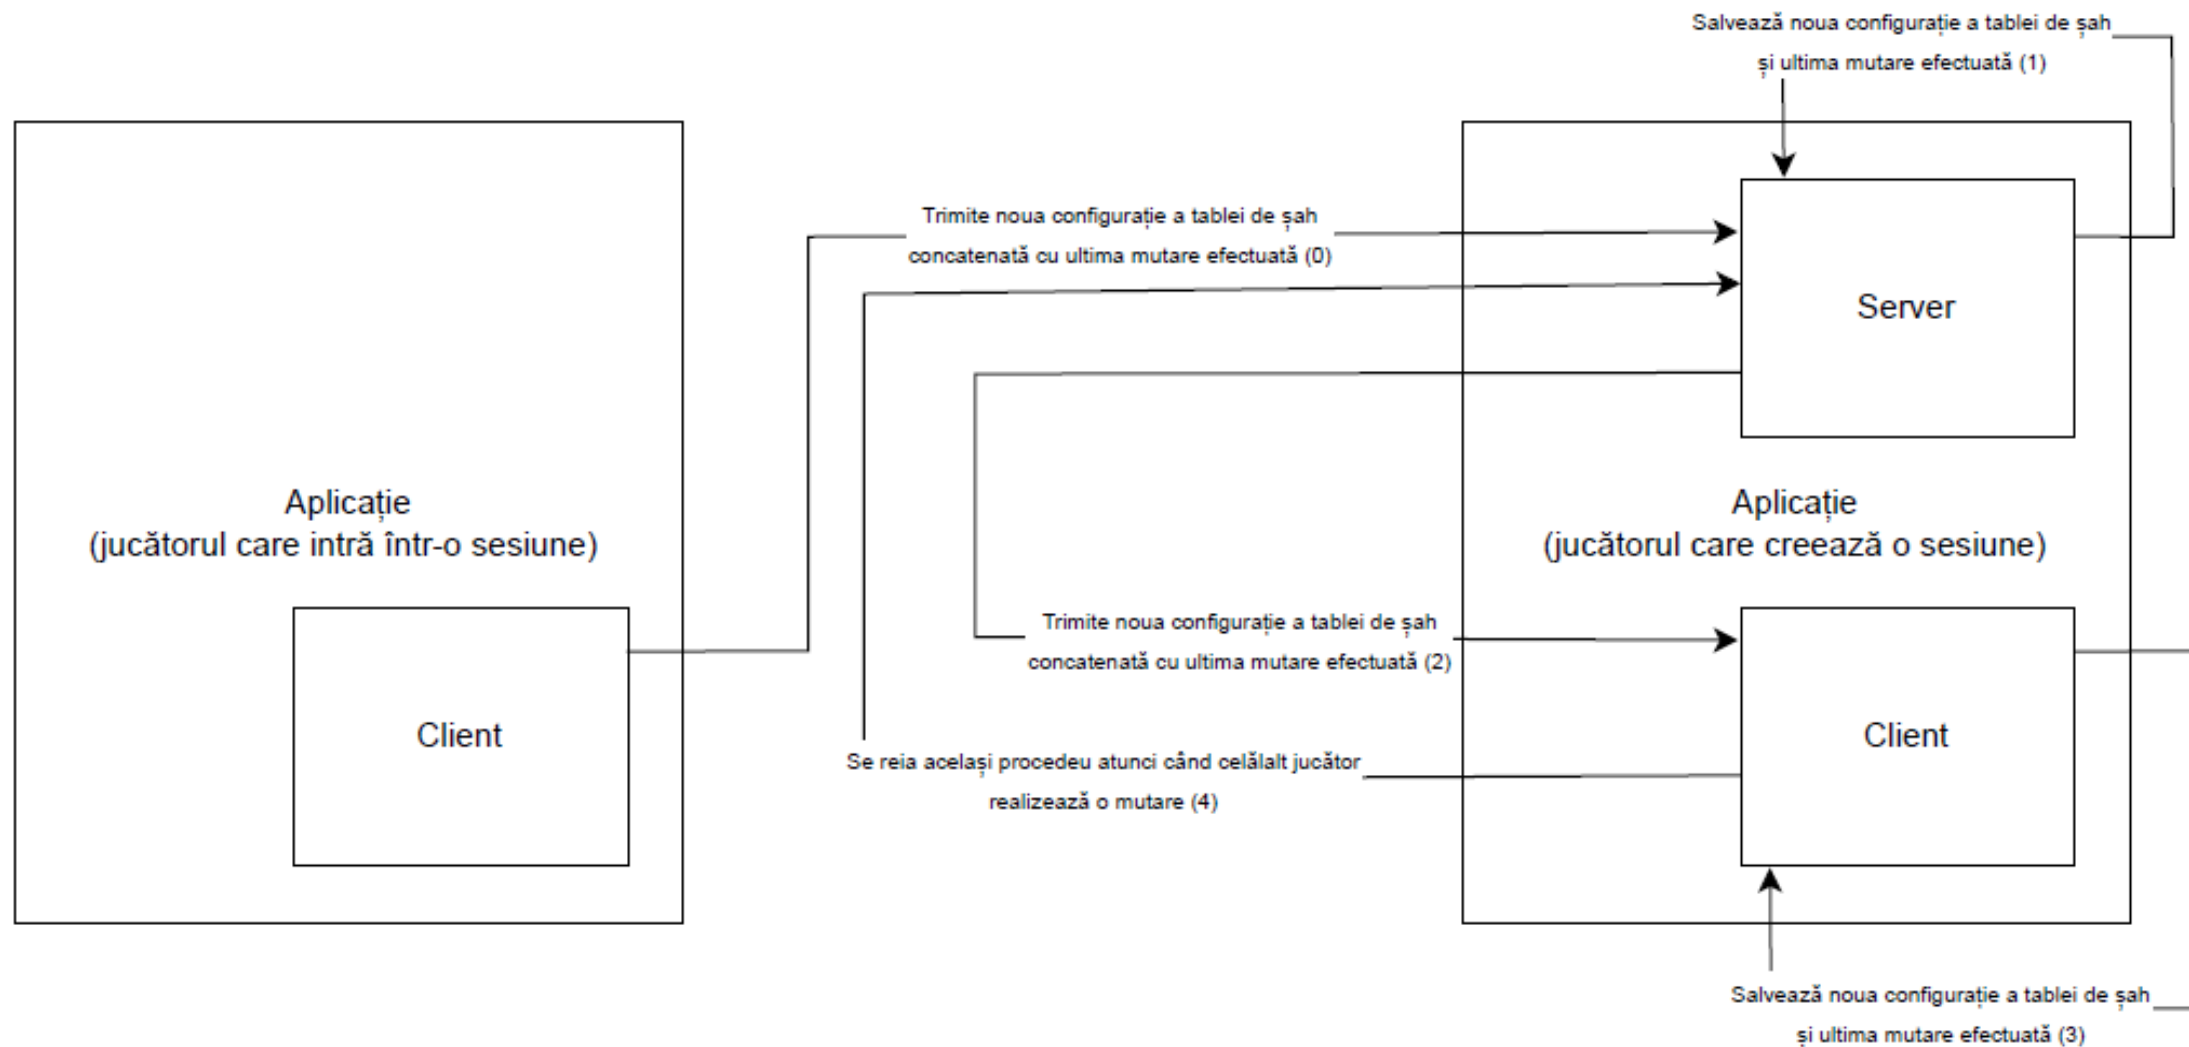 Salvează noua configurație a tablei de șah
și ultima mutare efectuată (1)
Trimite noua configurație a tablei de șah
concatenată cu ultima mutare efectuată (0)
Server
Aplicație
(jucătorul care intră într-o sesiune)
Aplicație
(jucătorul care creează o sesiune)
Trimite noua configurație a tablei de șah
concatenată cu ultima mutare efectuată (2)
Client
Client
Se reia același procedeu atunci când celălalt jucător
realizează o mutare (4)
Salvează noua configurație a tablei de șah
și ultima mutare efectuată (3)